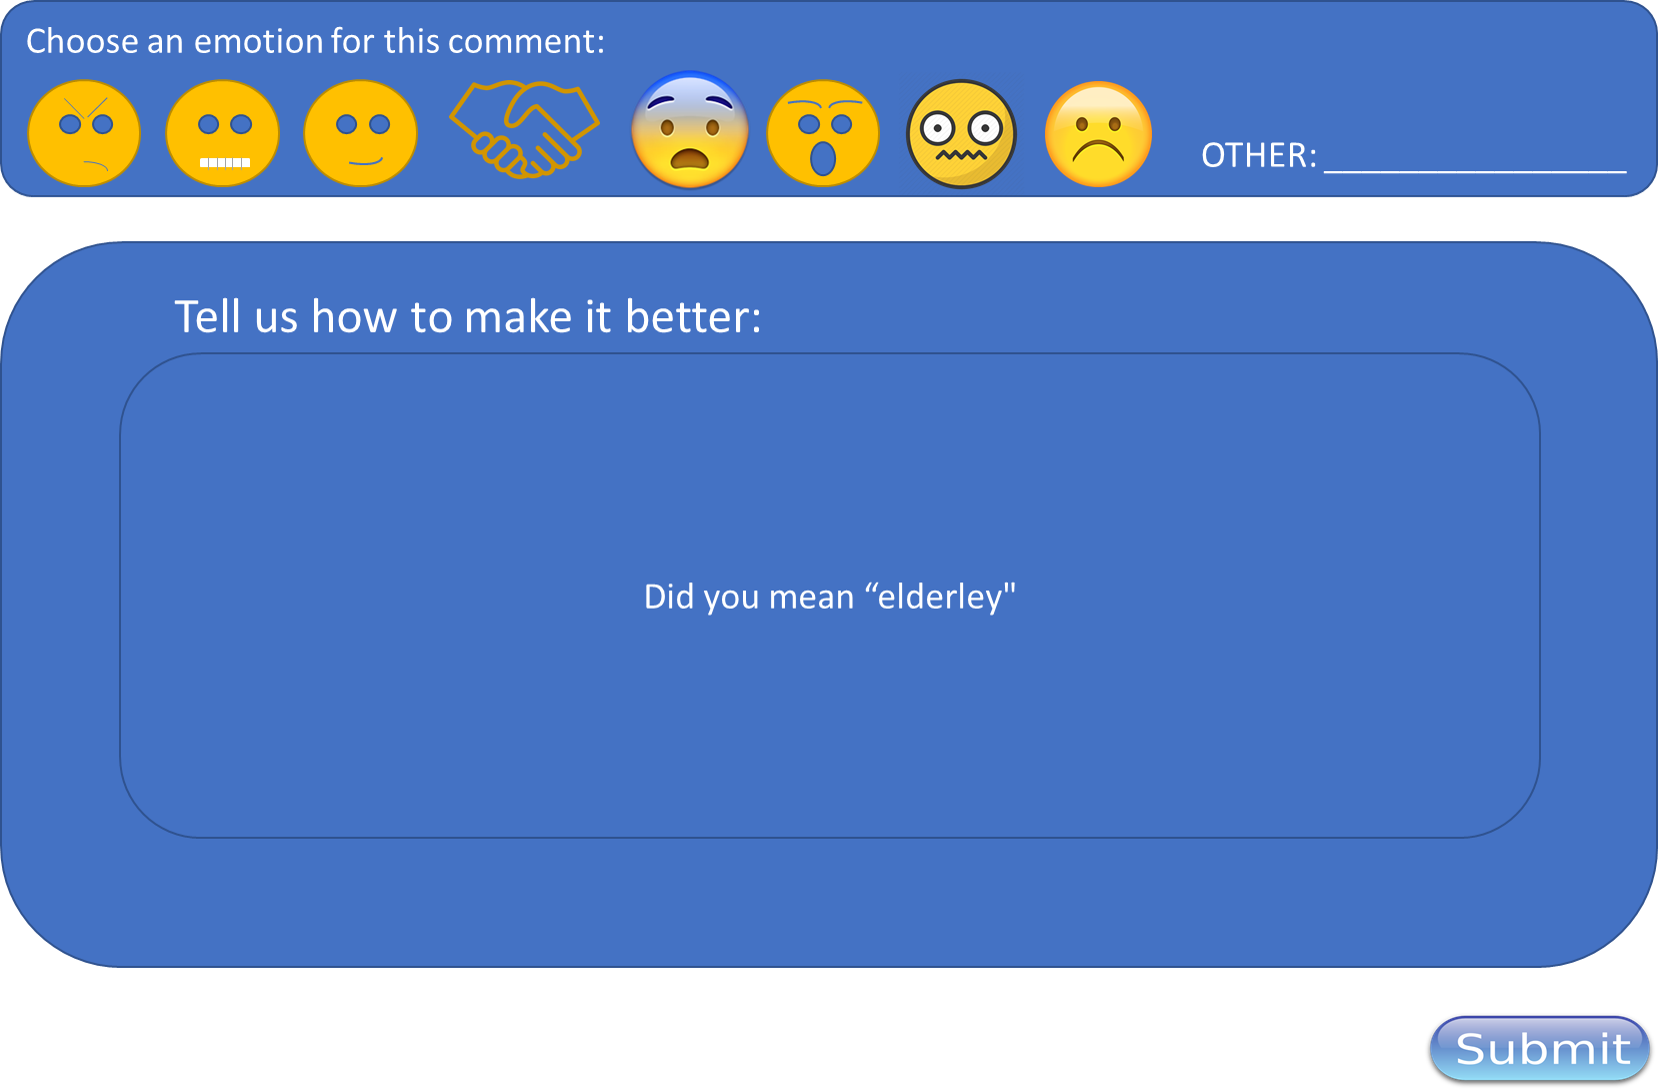 Choose an emotion for this comment:
OTHER: __________________
Tell us how to make it better:
Did you mean “elderley"
Submit